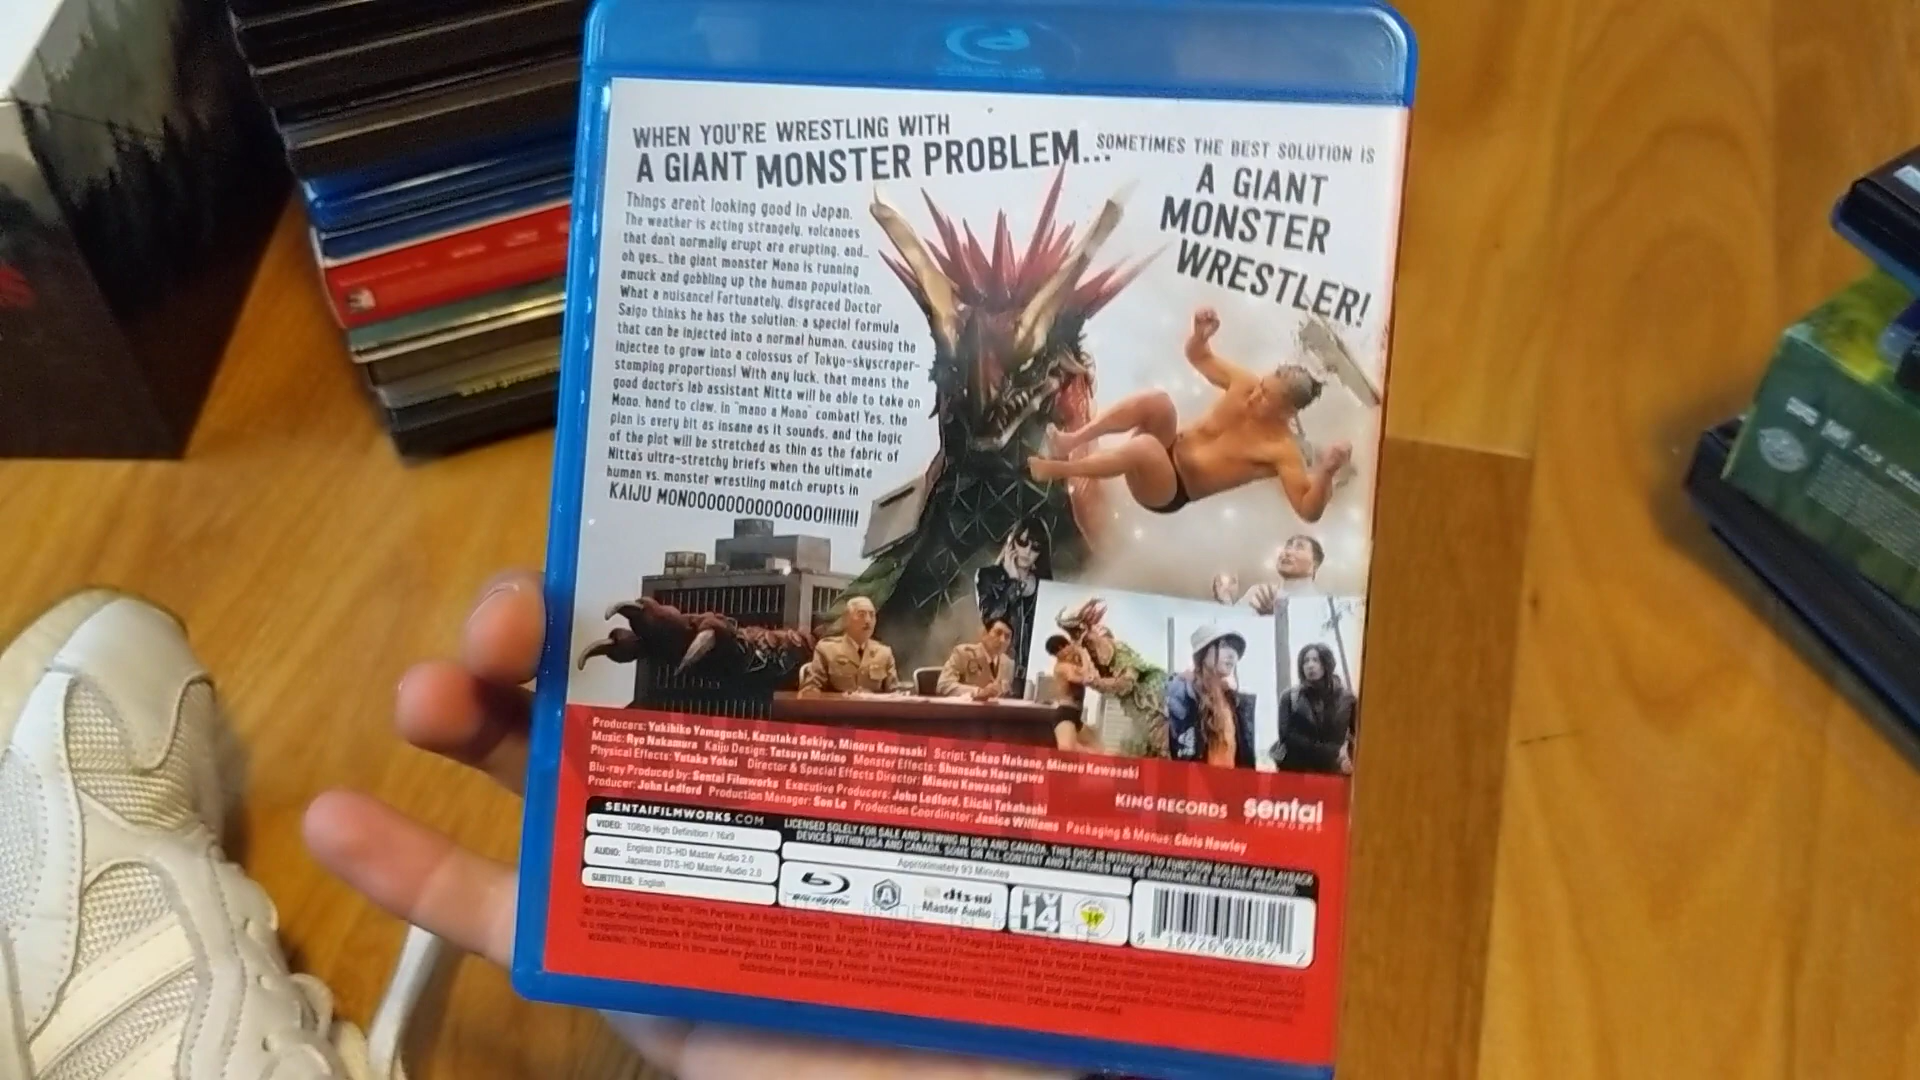 WHEN YOU'RE WRESTLING WITH
A GIANT MONSTER PROBLEM...
SOMETIMES THE BEST SOLUTION IS
A GIANT
MONSTER
WRESTLER!
Things aren't looking good in Japan.
The weather is acting strangely, volcanoes
that don't normally erupt are erupting, and...
oh yes... the giant monster Mono is running
amuck and gobbling up the human population.
What a nuisance! Fortunately, disgraced Doctor
Saigo thinks he has the solution: a special formula
that can be injected into a normal human, causing the
injectee to grow into a colossus of Tokyo-skyscraper-
stomping proportions! With any luck, that means the
good doctor's lab assistant Nitta will be able to take on
Mono, hand to claw, in "mano a Mono" combat! Yes, the
plan is every bit as insane as it sounds, and the logic
of the plot will be stretched as thin as the fabric of
Nitta's ultra-stretchy briefs when the ultimate
human vs. monster wrestling match erupts in
KAIJU MONOOOOOOOOOOOOOOO!!!!!!!!
Producers: Yukihiko Yamaguchi, Kazutaka Sekiya, Minoru Kawasaki Script: Takao Nakano, Minoru Kawasaki
Music: Ryo Nakamura Kaiju Design: Tatsuya Morino Monster Effects: Shunsuke Hasegawa
Physical Effects: Yutaka Yokoi Director & Special Effects Director: Minoru Kawasaki
Blu-ray Produced by: Sentai Filmworks Executive Producers: John Ledford, Eiichi Takahashi
Producer: John Ledford Production Manager: Son Le Production Coordinator: Janice Williams Packaging & Menus: Chris Hawley
KING RECORDS
sentai
FILMWORKS
SENTAIFILMWORKS.COM
VIDEO: 1080p High Definition / 16x9
AUDIO: English DTS-HD Master Audio 2.0
Japanese DTS-HD Master Audio 2.0
SUBTITLES: English
LICENSED SOLELY FOR SALE AND VIEWING IN USA AND CANADA. THIS DISC IS INTENDED TO FUNCTION SOLELY ON PLAYBACK
DEVICES WITHIN USA AND CANADA. SOME OR ALL CONTENT AND FEATURES MAY BE UNAVAILABLE IN OTHER REGIONS.
Approximately 93 Minutes
A
dts-HD
Master Audio
TV
14